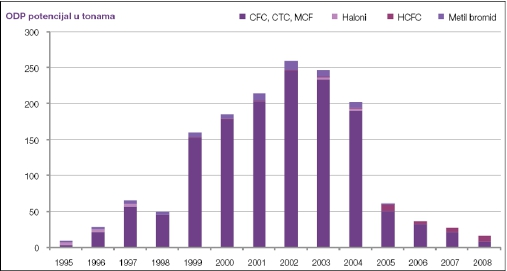 ODP potencijal u tonama
CFC, CTC, MCF Haloni HCFC Metil bromid
300
250
200
150
100
50
0
1995 1996 1997 1998 1999 2000 2001 2002 2003 2004 2005 2006 2007 2008